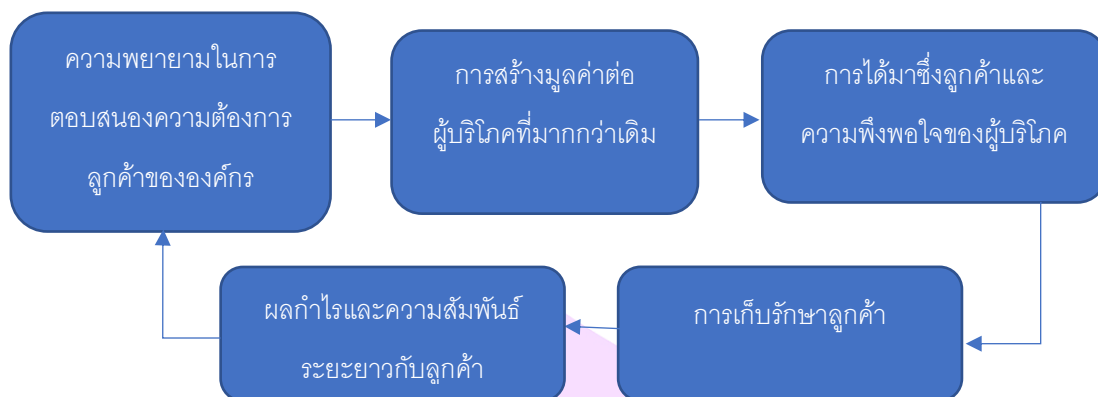 ความพยายามในการ
ตอบสนองความต้องการ
ลูกค้าขององค์กร
การสร้างมูลค่าต่อ
ผู้บริโภคที่มากกว่าเดิม
การได้มาซึ่งลูกค้าและ
ความพึงพอใจของผู้บริโภค
การเก็บรักษาลูกค้า
ผลกำไรและความสัมพันธ์
ระยะยาวกับลูกค้า